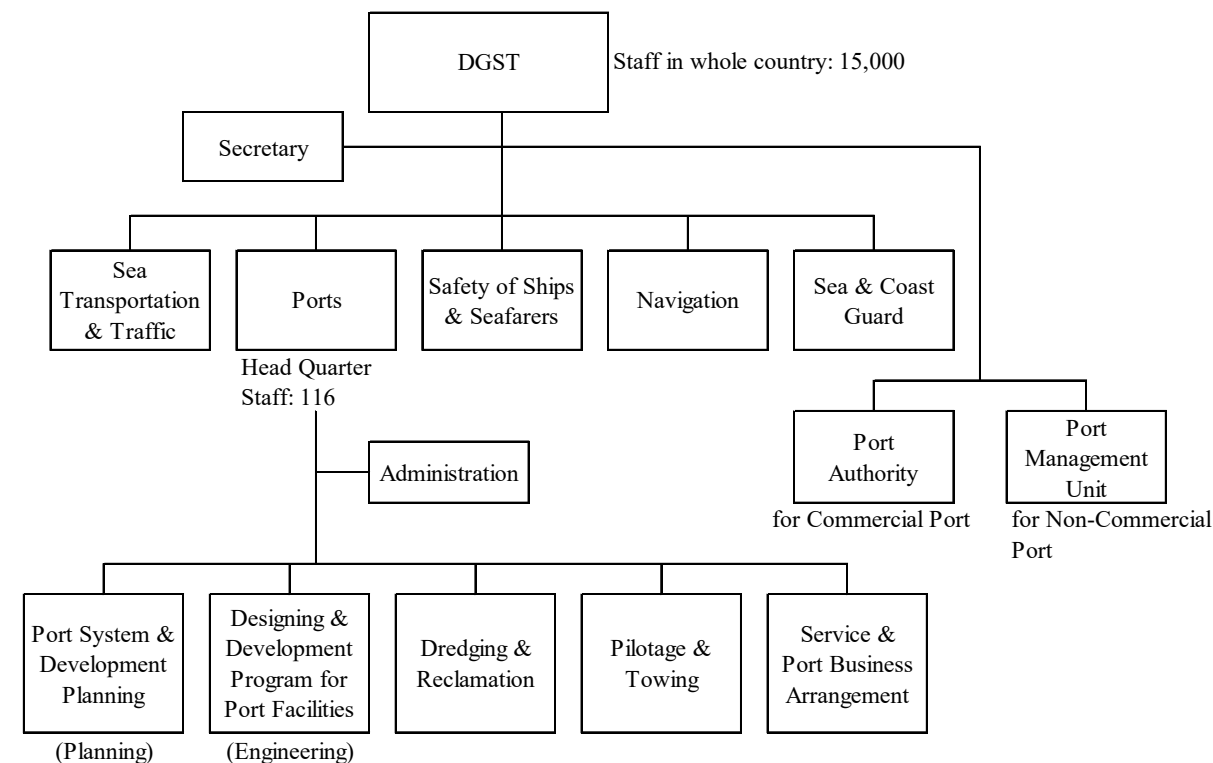 DGST
Staff in whole country: 15,000
Secretary
Sea
Transportation
& Traffic
Ports
Safety of Ships
& Seafarers
Navigation
Sea & Coast
Guard
Head Quarter
Staff: 116
Administration
Port
Authority
for Commercial Port
Port
Management
Unit
for Non-Commercial
Port
Port System &
Development
Planning
(Planning)
Designing &
Development
Program for
Port Facilities
(Engineering)
Dredging &
Reclamation
Pilotage &
Towing
Service &
Port Business
Arrangement